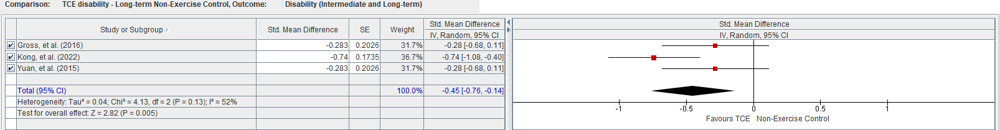 Comparison: TCE disability - Long-term Non-Exercise Control, Outcome: Disability (Intermediate and Long-term)
Study or Subgroup Std. Mean Difference SE Weight Std. Mean Difference Std. Mean Difference
IV, Random, 95% CI IV, Random, 95% CI
Gross, et al. (2016) -0.283 0.2026 31.7% -0.28 [-0.68, 0.11]
Kong, et al. (2022) -0.74 0.1735 36.7% -0.74 [-1.08, -0.40]
Yuan, et al. (2015) -0.283 0.2026 31.7% -0.28 [-0.68, 0.11]
Total (95% CI) 100.0% -0.45 [-0.76, -0.14]
Heterogeneity: Tau² = 0.04; Chi² = 4.13, df = 2 (P = 0.13); I² = 52%
Test for overall effect: Z = 2.82 (P = 0.005)
-1 -0.5 0 0.5 1
Favours TCE Non-Exercise Control